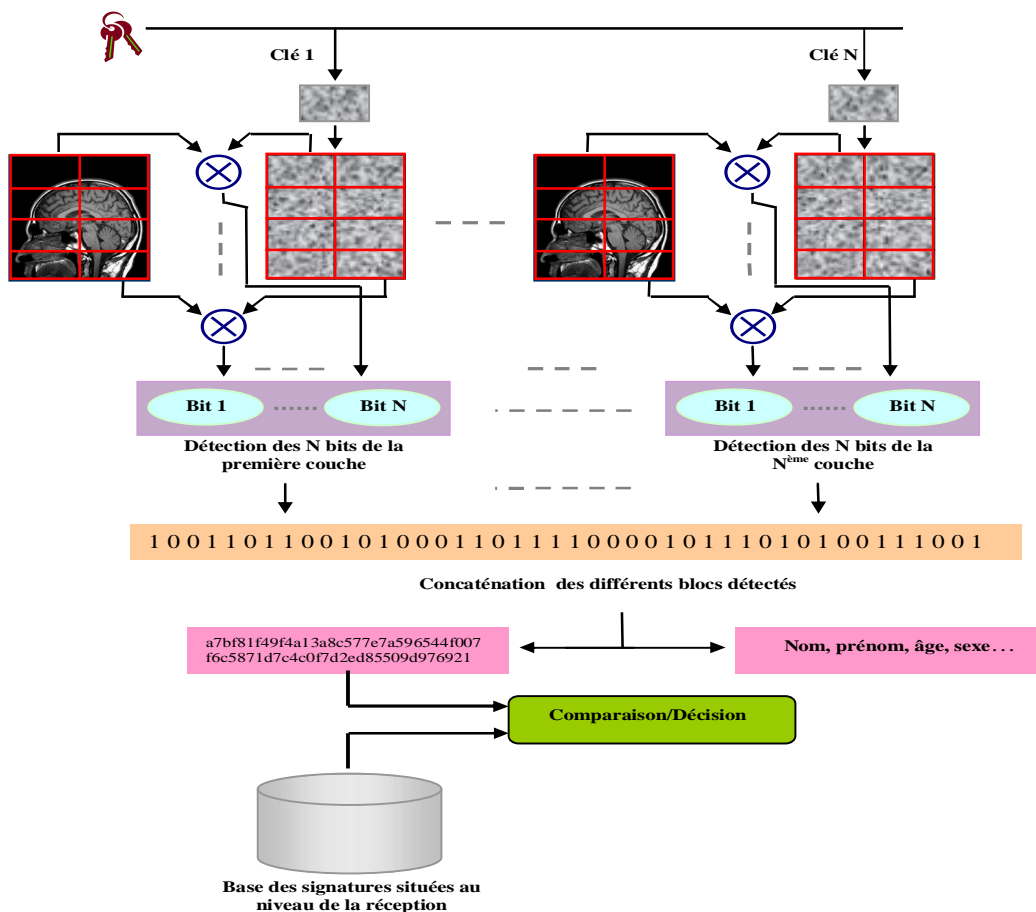 Clé 1
Clé N
Bit 1
Bit N
Bit 1
Bit N
Détection des N bits de la
première couche
Détection des N bits de la
Nème couche
1 0 0 1 1 0 1 1 0 0 1 0 1 0 0 0 1 1 0 1 1 1 1 0 0 0 0 1 0 1 1 1 0 1 0 1 0 0 1 1 1 0 0 1
Concaténation des différents blocs détectés
a7bf81f49f4a13a8c577e7a596544f007
f6c5871d7c4c0f7d2ed85509d976921
Nom, prénom, âge, sexe…
Comparaison/Décision
Base des signatures situées au
niveau de la réception